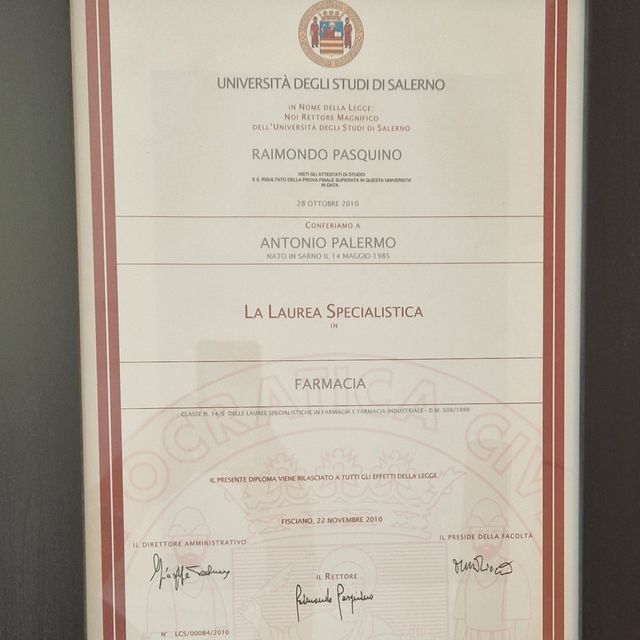 UNIVERSITÀ DEGLI STUDI DI SALERNO
IN NOME DELLA LEGGE:
NOI RETTORE MAGNIFICO
DELL'UNIVERSITÀ DEGLI STUDI DI SALERNO
RAIMONDO PASQUINO
VISTI GLI ATTESTATI DI STUDIO
E IL RISULTATO DELLA PROVA FINALE SUPERATA IN QUESTA UNIVERSITA'
IN DATA
28 OTTOBRE 2010
CONFERIAMO A
ANTONIO PALERMO
NATO IN SARNO IL 14 MAGGIO 1985
LA LAUREA SPECIALISTICA
IN
FARMACIA
CLASSE N. 14/S DELLE LAUREE SPECIALISTICHE IN FARMACIA E FARMACIA INDUSTRIALE - D.M. 509/1999
IL PRESENTE DIPLOMA VIENE RILASCIATO A TUTTI GLI EFFETTI DELLA LEGGE
FISCIANO, 22 NOVEMBRE 2010
IL DIRETTORE AMMINISTRATIVO
IL PRESIDE DELLA FACOLTÀ
IL RETTORE
Raimondo Pasquino
N° LCS/00084/2010